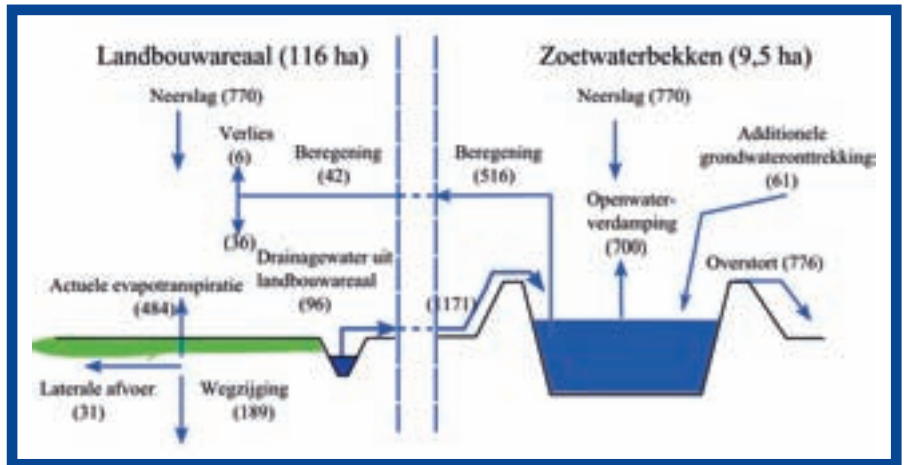 Landbouwareaal (116 ha)
Neerslag (770)
Verlies
(6)
Beregening
(42)
(36)
Drainagewater uit
landbouwareaal
(96)
Actuele evapotranspiratie
(484)
Laterale afvoer
(31)
Wegzijging
(189)
Zoetwaterbekken (9,5 ha)
Neerslag (770)
Beregening
(516)
Additionele
grondwateronttrekking
(61)
Openwater-
verdamping
(700)
Overstort (776)
(1171)